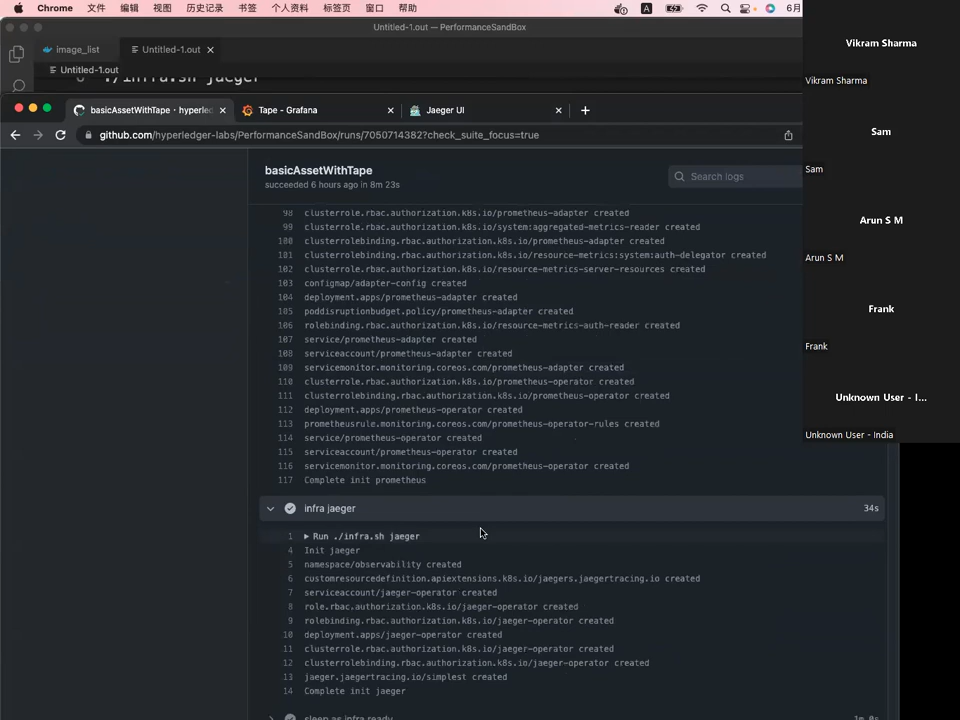 Chrome 文件 编辑 视图 历史记录 书签 个人资料 标签页 窗口 帮助 A 6月
Untitled-1.out — PerformanceSandBox
image_list Untitled-1.out
Untitled-1.out
6 ./infra.sh jaeger
basicAssetWithTape · hyperle Tape - Grafana Jaeger UI
github.com/hyperledger-labs/PerformanceSandBox/runs/7050714382?check_suite_focus=true
basicAssetWithTape
succeeded 6 hours ago in 8m 23s
Search logs
98 clusterrole.rbac.authorization.k8s.io/prometheus-adapter created
99 clusterrole.rbac.authorization.k8s.io/system:aggregated-metrics-reader created
100 clusterrolebinding.rbac.authorization.k8s.io/prometheus-adapter created
101 clusterrolebinding.rbac.authorization.k8s.io/resource-metrics:system:auth-delegator created
102 clusterrole.rbac.authorization.k8s.io/resource-metrics-server-resources created
103 configmap/adapter-config created
104 deployment.apps/prometheus-adapter created
105 poddisruptionbudget.policy/prometheus-adapter created
106 rolebinding.rbac.authorization.k8s.io/resource-metrics-auth-reader created
107 service/prometheus-adapter created
108 serviceaccount/prometheus-adapter created
109 servicemonitor.monitoring.coreos.com/prometheus-adapter created
110 clusterrole.rbac.authorization.k8s.io/prometheus-operator created
111 clusterrolebinding.rbac.authorization.k8s.io/prometheus-operator created
112 deployment.apps/prometheus-operator created
113 prometheusrule.monitoring.coreos.com/prometheus-operator-rules created
114 service/prometheus-operator created
115 serviceaccount/prometheus-operator created
116 servicemonitor.monitoring.coreos.com/prometheus-operator created
117 Complete init prometheus
infra jaeger 34s
1 Run ./infra.sh jaeger
4 Init jaeger
5 namespace/observability created
6 customresourcedefinition.apiextensions.k8s.io/jaegers.jaegertracing.io created
7 serviceaccount/jaeger-operator created
8 role.rbac.authorization.k8s.io/jaeger-operator created
9 rolebinding.rbac.authorization.k8s.io/jaeger-operator created
10 deployment.apps/jaeger-operator created
11 clusterrole.rbac.authorization.k8s.io/jaeger-operator created
12 clusterrolebinding.rbac.authorization.k8s.io/jaeger-operator created
13 jaeger.jaegertracing.io/simplest created
14 Complete init jaeger
sleep as infra ready 1m 0s
Vikram Sharma
Vikram Sharma
Sam
Sam
Arun S M
Arun S M
Frank
Frank
Unknown User - I...
Unknown User - India